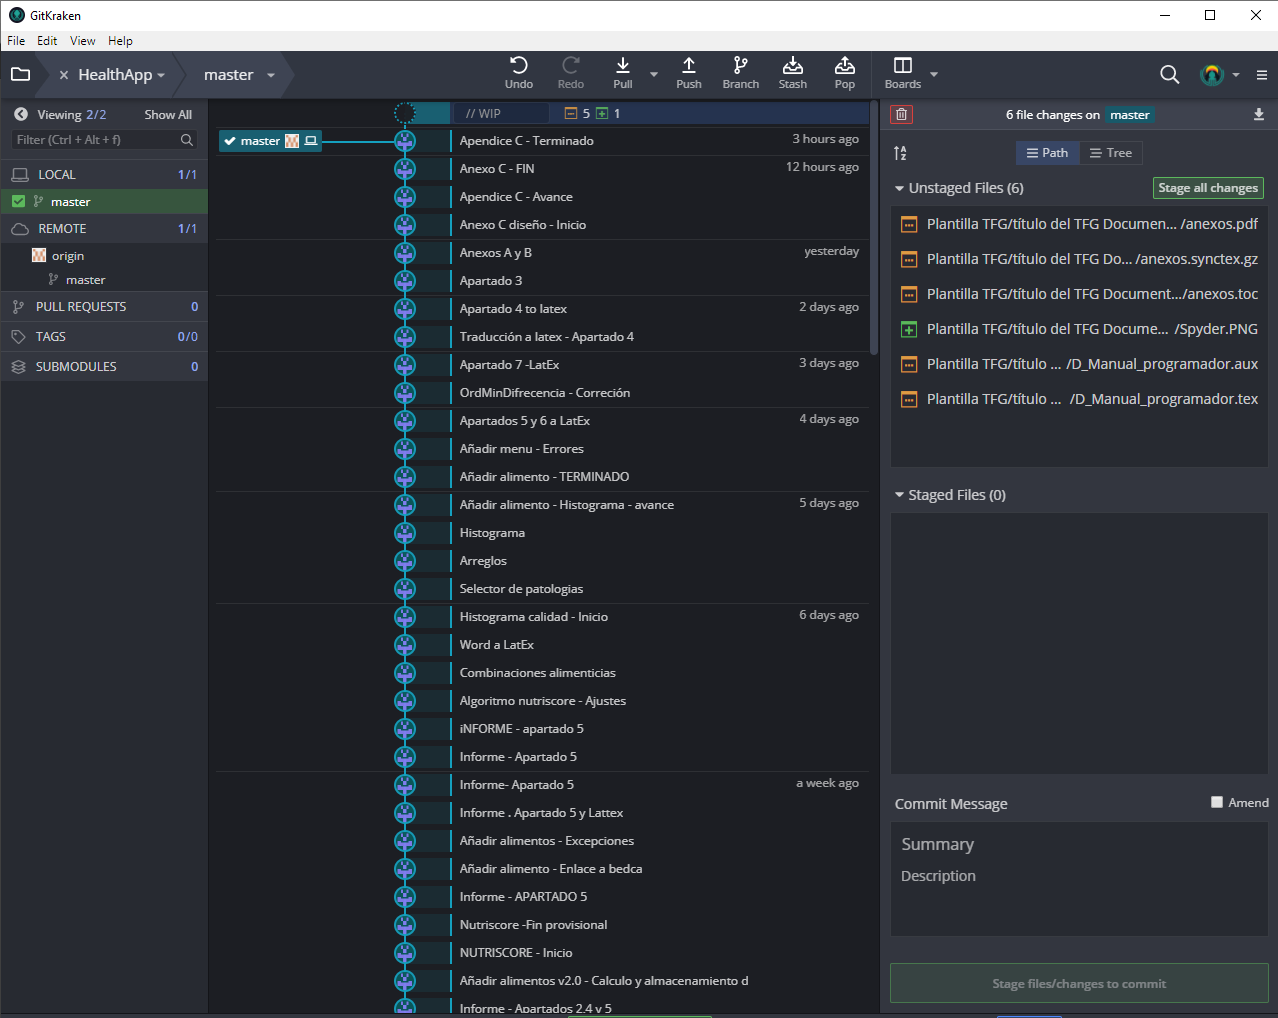 GitKraken
File Edit View Help
HealthApp
master
Undo
Redo
Pull
Push
Branch
Stash
Pop
Boards
Viewing 2/2 Show All
Filter (Ctrl + Alt + f)
LOCAL 1/1
master
REMOTE 1/1
origin
master
PULL REQUESTS 0
TAGS 0/0
SUBMODULES 0
// WIP 5 1
master Apendice C - Terminado 3 hours ago
Anexo C - FIN 12 hours ago
Apendice C - Avance
Anexo C diseño - Inicio
Anexos A y B yesterday
Apartado 3
Apartado 4 to latex 2 days ago
Traducción a latex - Apartado 4
Apartado 7 -LatEx 3 days ago
OrdMinDifrecencia - Correción
Apartados 5 y 6 a LatEx 4 days ago
Añadir menu - Errores
Añadir alimento - TERMINADO
Añadir alimento - Histograma - avance 5 days ago
Histograma
Arreglos
Selector de patologias
Histograma calidad - Inicio 6 days ago
Word a LatEx
Combinaciones alimenticias
Algoritmo nutriscore - Ajustes
iNFORME - apartado 5
Informe - Apartado 5
Informe- Apartado 5 a week ago
Informe . Apartado 5 y Lattex
Añadir alimentos - Excepciones
Añadir alimento - Enlace a bedca
Informe - APARTADO 5
Nutriscore -Fin provisional
NUTRISCORE - Inicio
Añadir alimentos v2.0 - Calculo y almacenamiento d
Informe - Apartados 2.4 y 5
6 file changes on master
Path Tree
Unstaged Files (6) Stage all changes
Plantilla TFG/título del TFG Documen... /anexos.pdf
Plantilla TFG/título del TFG Do... /anexos.synctex.gz
Plantilla TFG/título del TFG Document.../anexos.toc
Plantilla TFG/título del TFG Docume... /Spyder.PNG
Plantilla TFG/título ... /D_Manual_programador.aux
Plantilla TFG/título ... /D_Manual_programador.tex
Staged Files (0)
Commit Message Amend
Summary
Description
Stage files/changes to commit